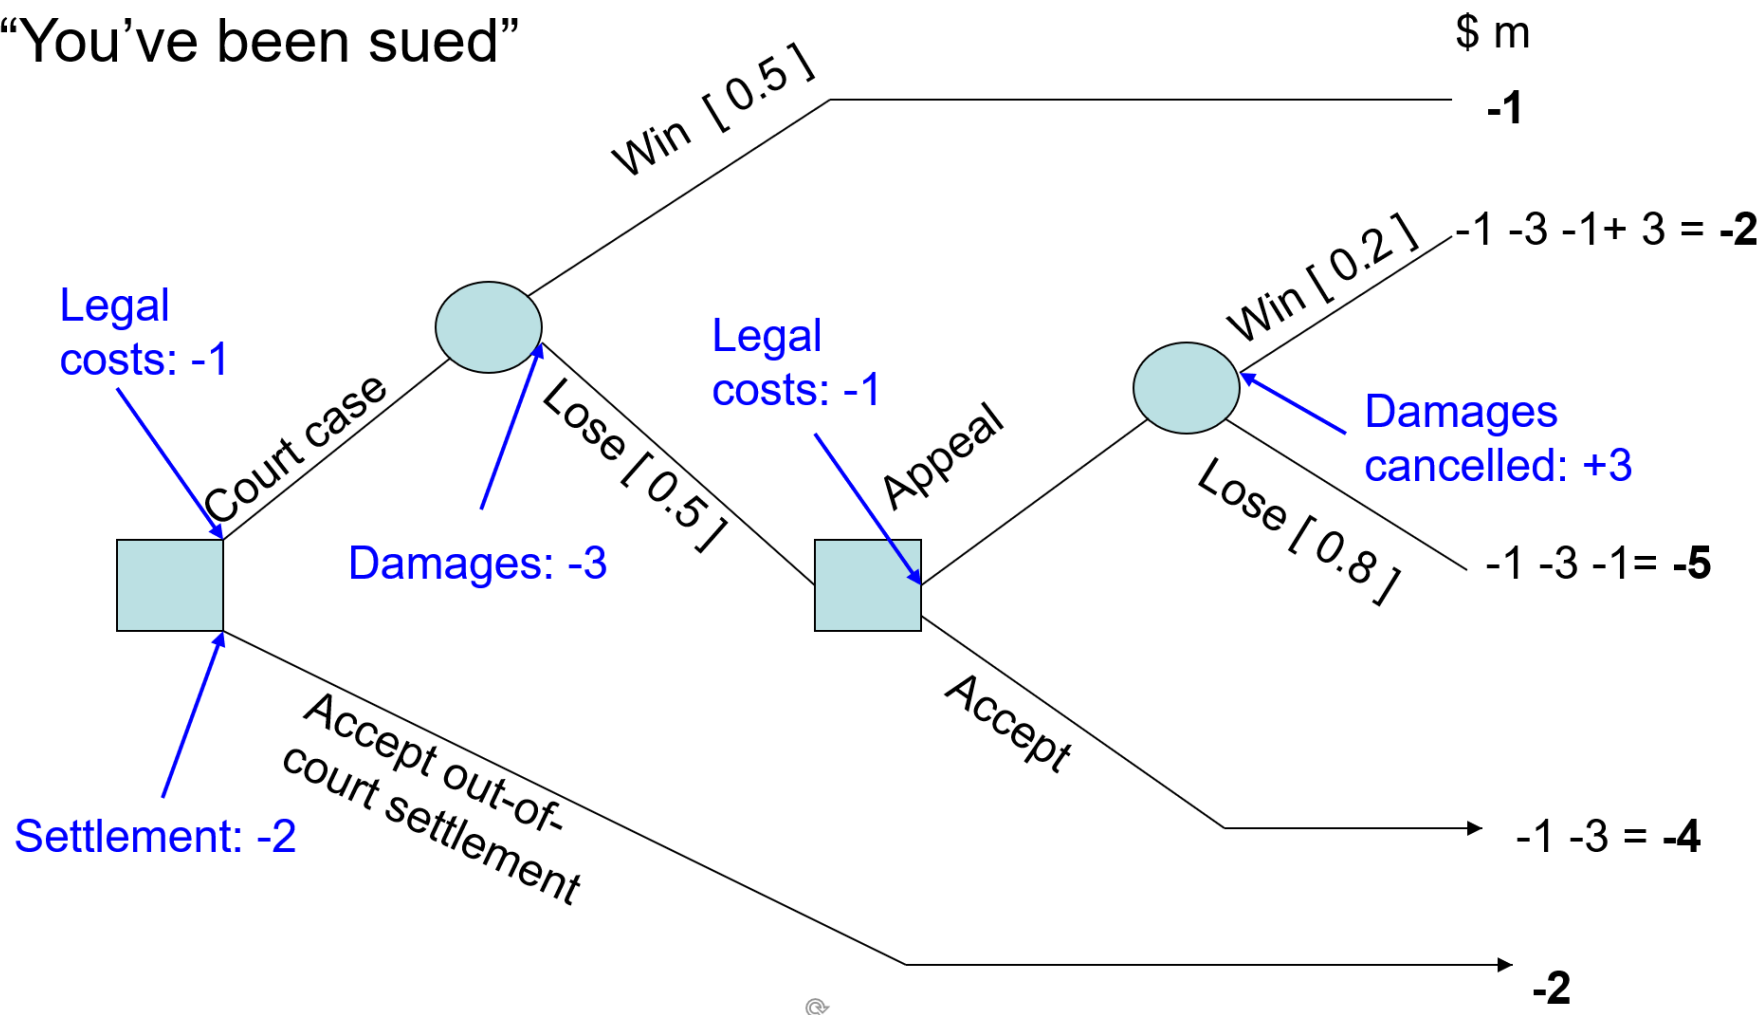 “You’ve been sued”
$ m
Win [ 0.5 ]
-1
-1 -3 -1+ 3 = -2
Win [ 0.2 ]
Legal
costs: -1
Legal
costs: -1
Court case
Lose [ 0.5 ]
Appeal
Damages
cancelled: +3
Lose [ 0.8 ]
Damages: -3
-1 -3 -1= -5
Accept
Accept out-of-
court settlement
Settlement: -2
-1 -3 = -4
-2